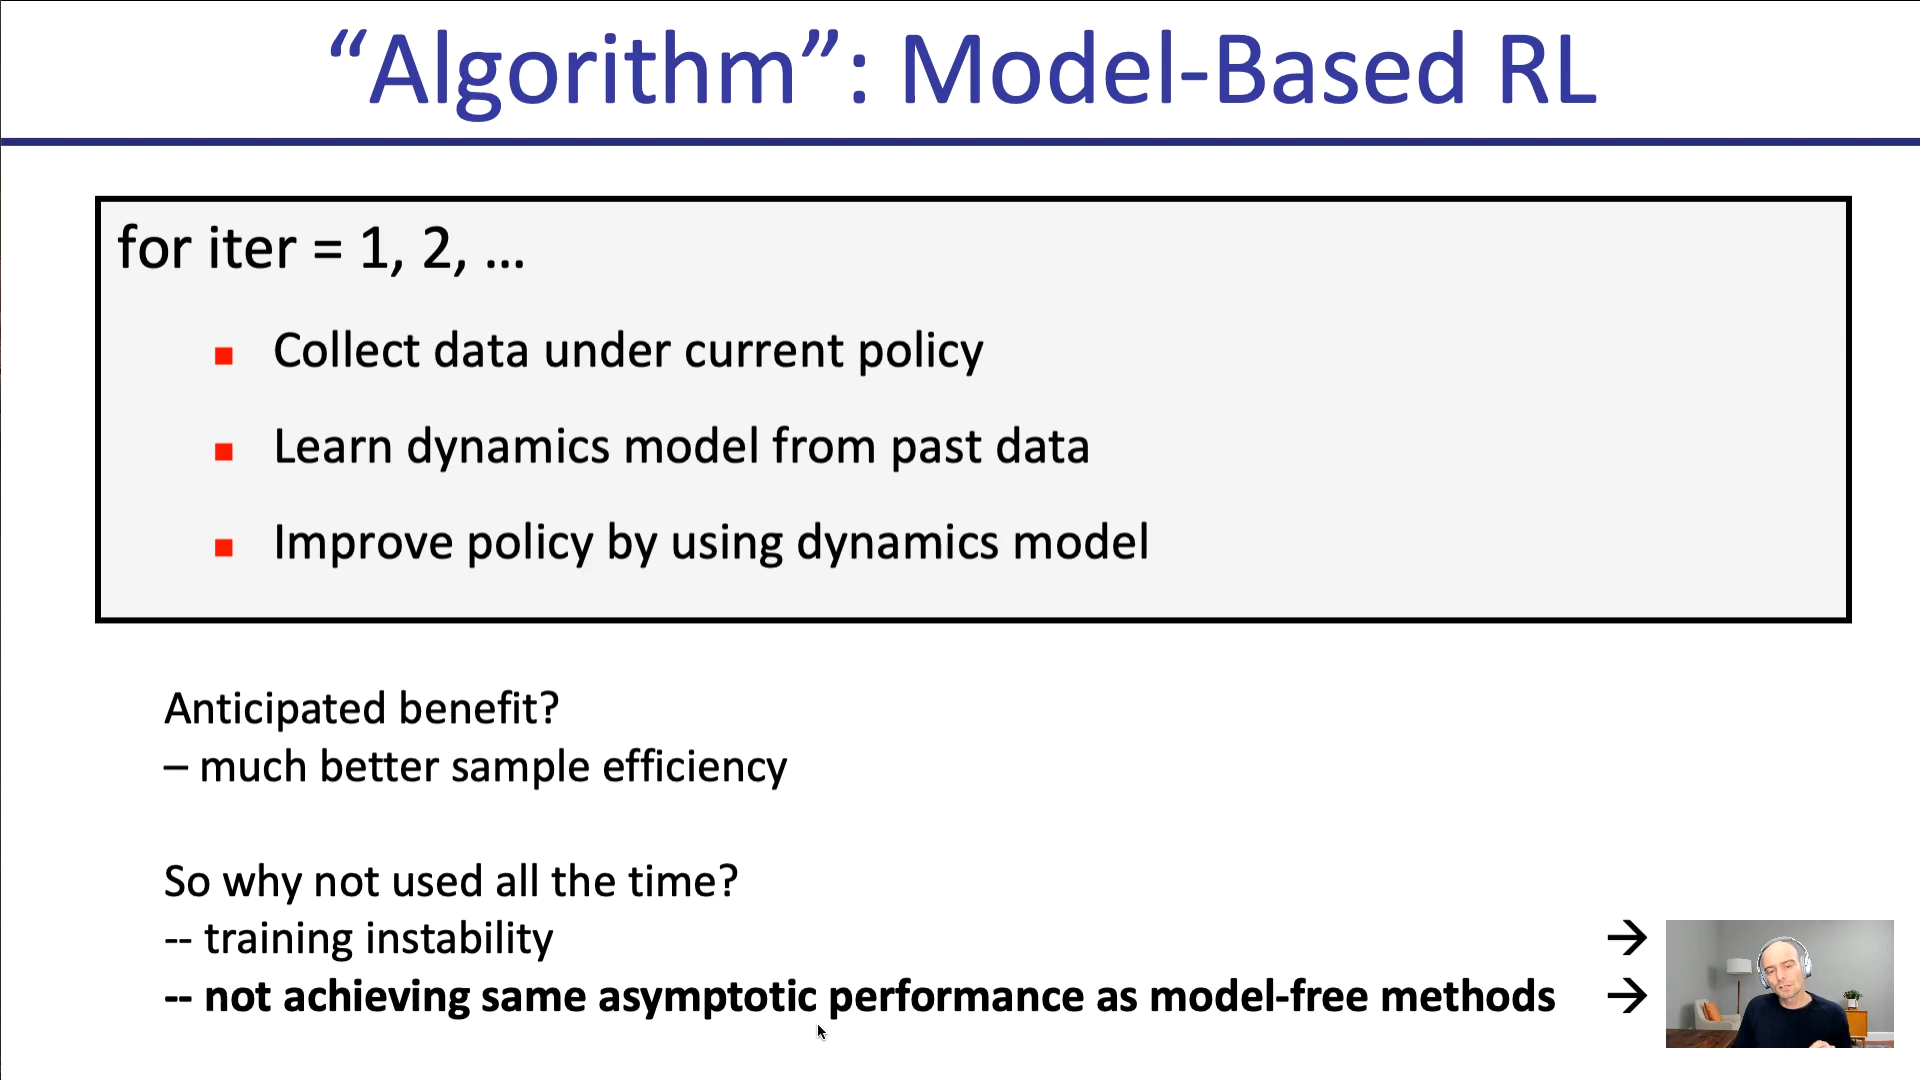 “Algorithm”: Model-Based RL
for iter = 1, 2, …
Collect data under current policy
Learn dynamics model from past data
Improve policy by using dynamics model
Anticipated benefit?
– much better sample efficiency
So why not used all the time?
-- training instability →
-- not achieving same asymptotic performance as model-free methods →